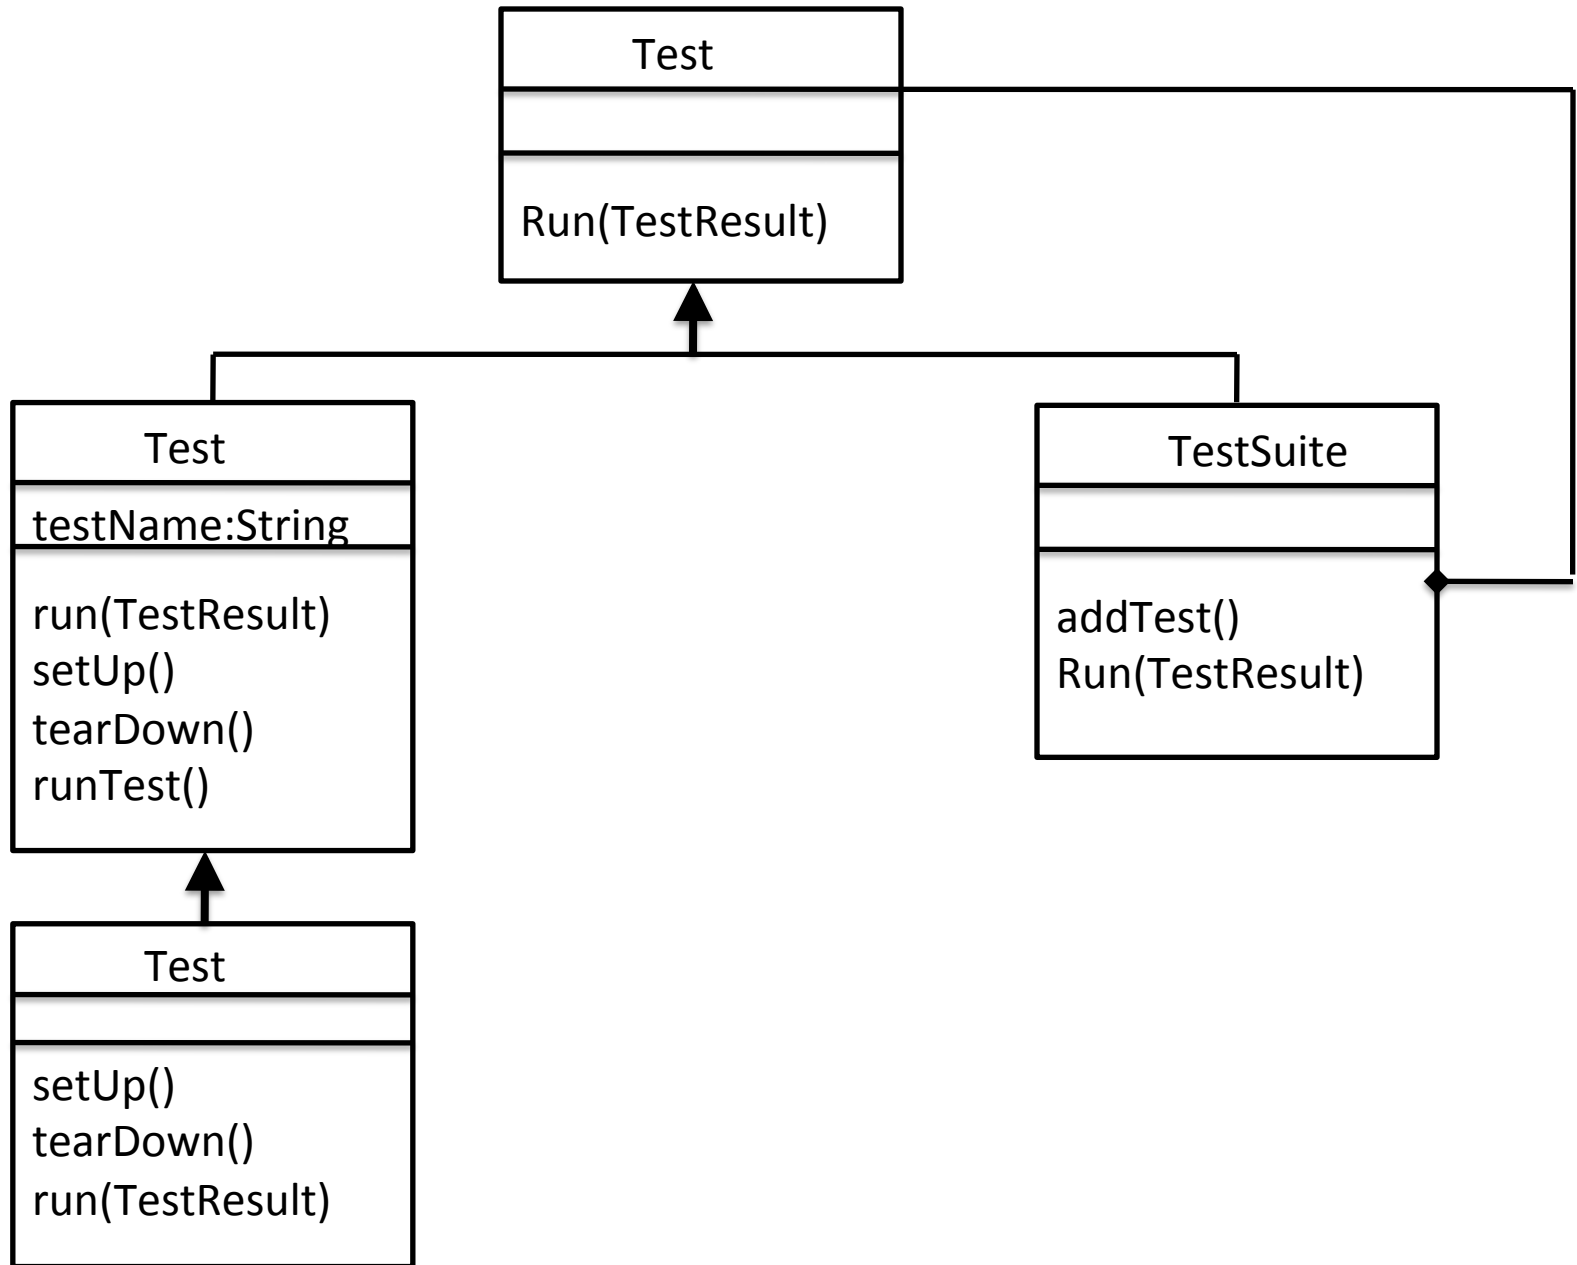 Test
Run(TestResult)
Test
testName:String
run(TestResult)
setUp()
tearDown()
runTest()
TestSuite
addTest()
Run(TestResult)
Test
setUp()
tearDown()
run(TestResult)